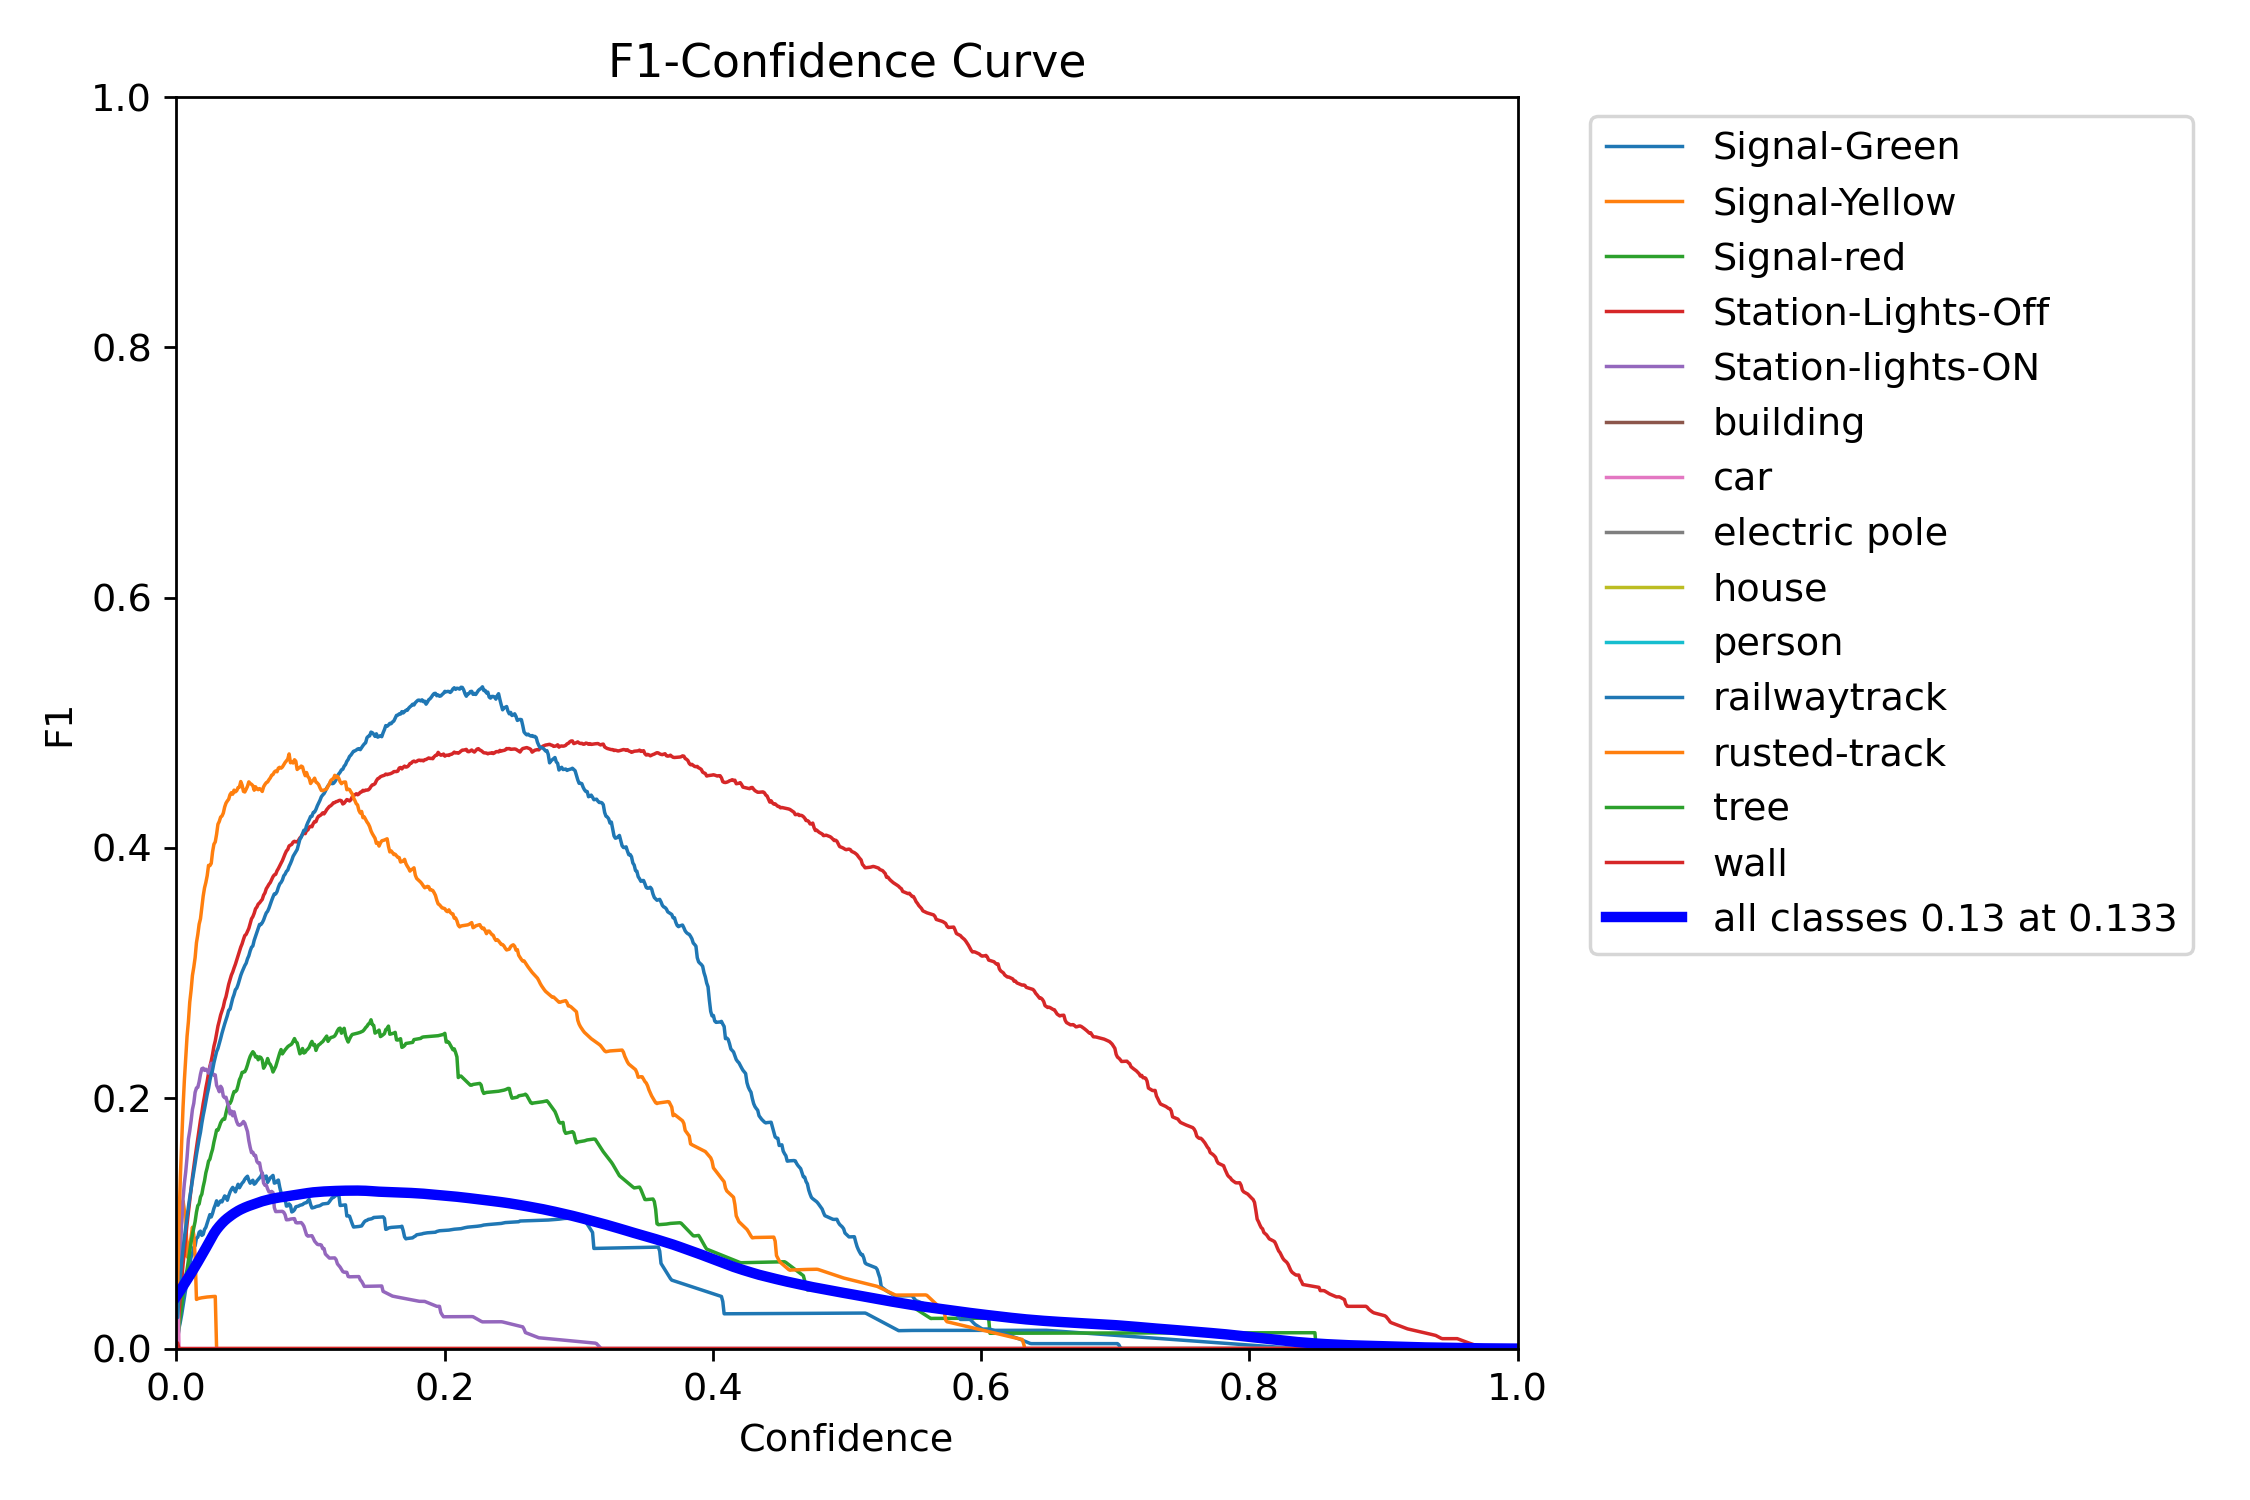 F1-Confidence Curve
1.0
0.8
0.6
0.4
0.2
0.0
F1
0.0 0.2 0.4 0.6 0.8 1.0
Confidence
Signal-Green
Signal-Yellow
Signal-red
Station-Lights-Off
Station-lights-ON
building
car
electric pole
house
person
railwaytrack
rusted-track
tree
wall
all classes 0.13 at 0.133